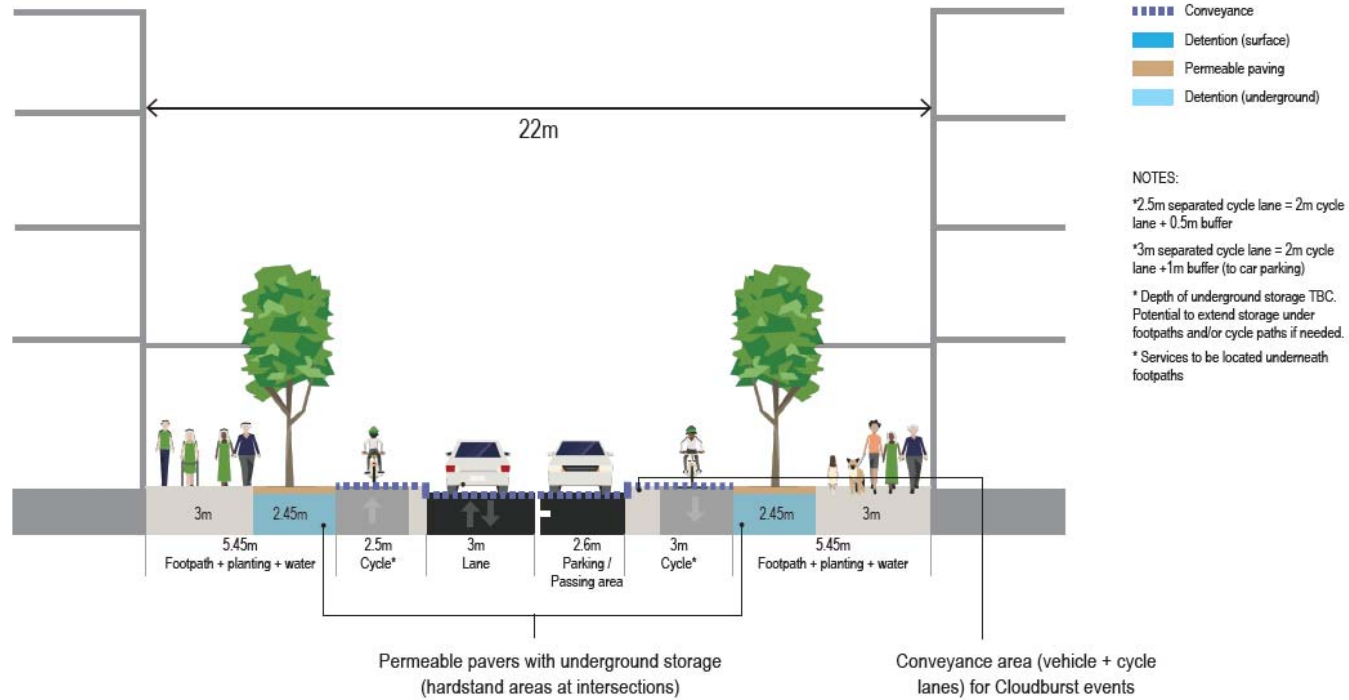 Conveyance
Detention (surface)
Permeable paving
Detention (underground)
22m
NOTES:
*2.5m separated cycle lane = 2m cycle
lane + 0.5m buffer
*3m separated cycle lane = 2m cycle
lane +1m buffer (to car parking)
* Depth of underground storage TBC.
Potential to extend storage under
footpaths and/or cycle paths if needed.
* Services to be located underneath
footpaths
3m
2.45m
2.45m
3m
5.45m
Footpath + planting + water
2.5m
Cycle*
3m
Lane
2.6m
Parking /
Passing area
3m
Cycle*
5.45m
Footpath + planting + water
Permeable pavers with underground storage
(hardstand areas at intersections)
Conveyance area (vehicle + cycle
lanes) for Cloudburst events